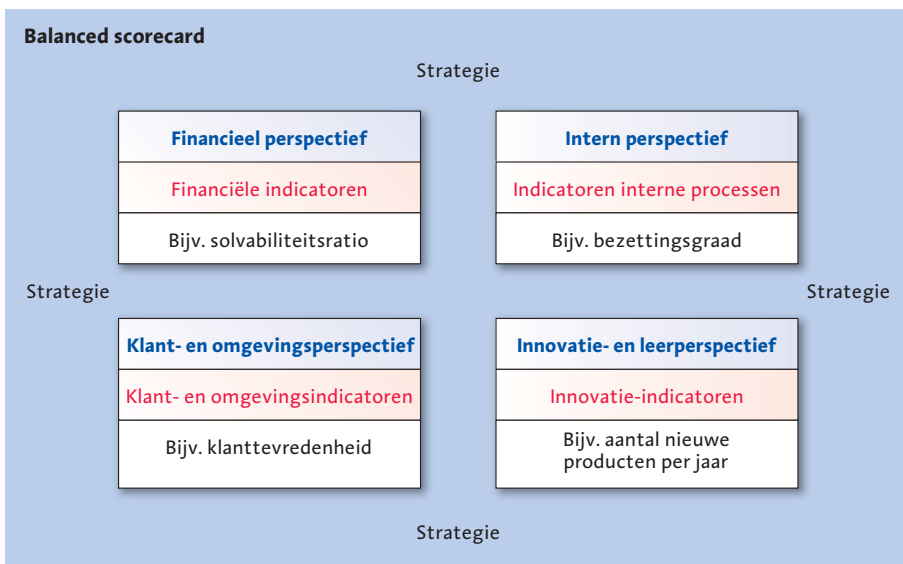 Balanced scorecard
Strategie
Financieel perspectief
Financiële indicatoren
Bijv. solvabiliteitsratio
Intern perspectief
Indicatoren interne processen
Bijv. bezettingsgraad
Strategie
Strategie
Klant- en omgevingsperspectief
Klant- en omgevingsindicatoren
Bijv. klanttevredenheid
Innovatie- en leerperspectief
Innovatie-indicatoren
Bijv. aantal nieuwe
producten per jaar
Strategie